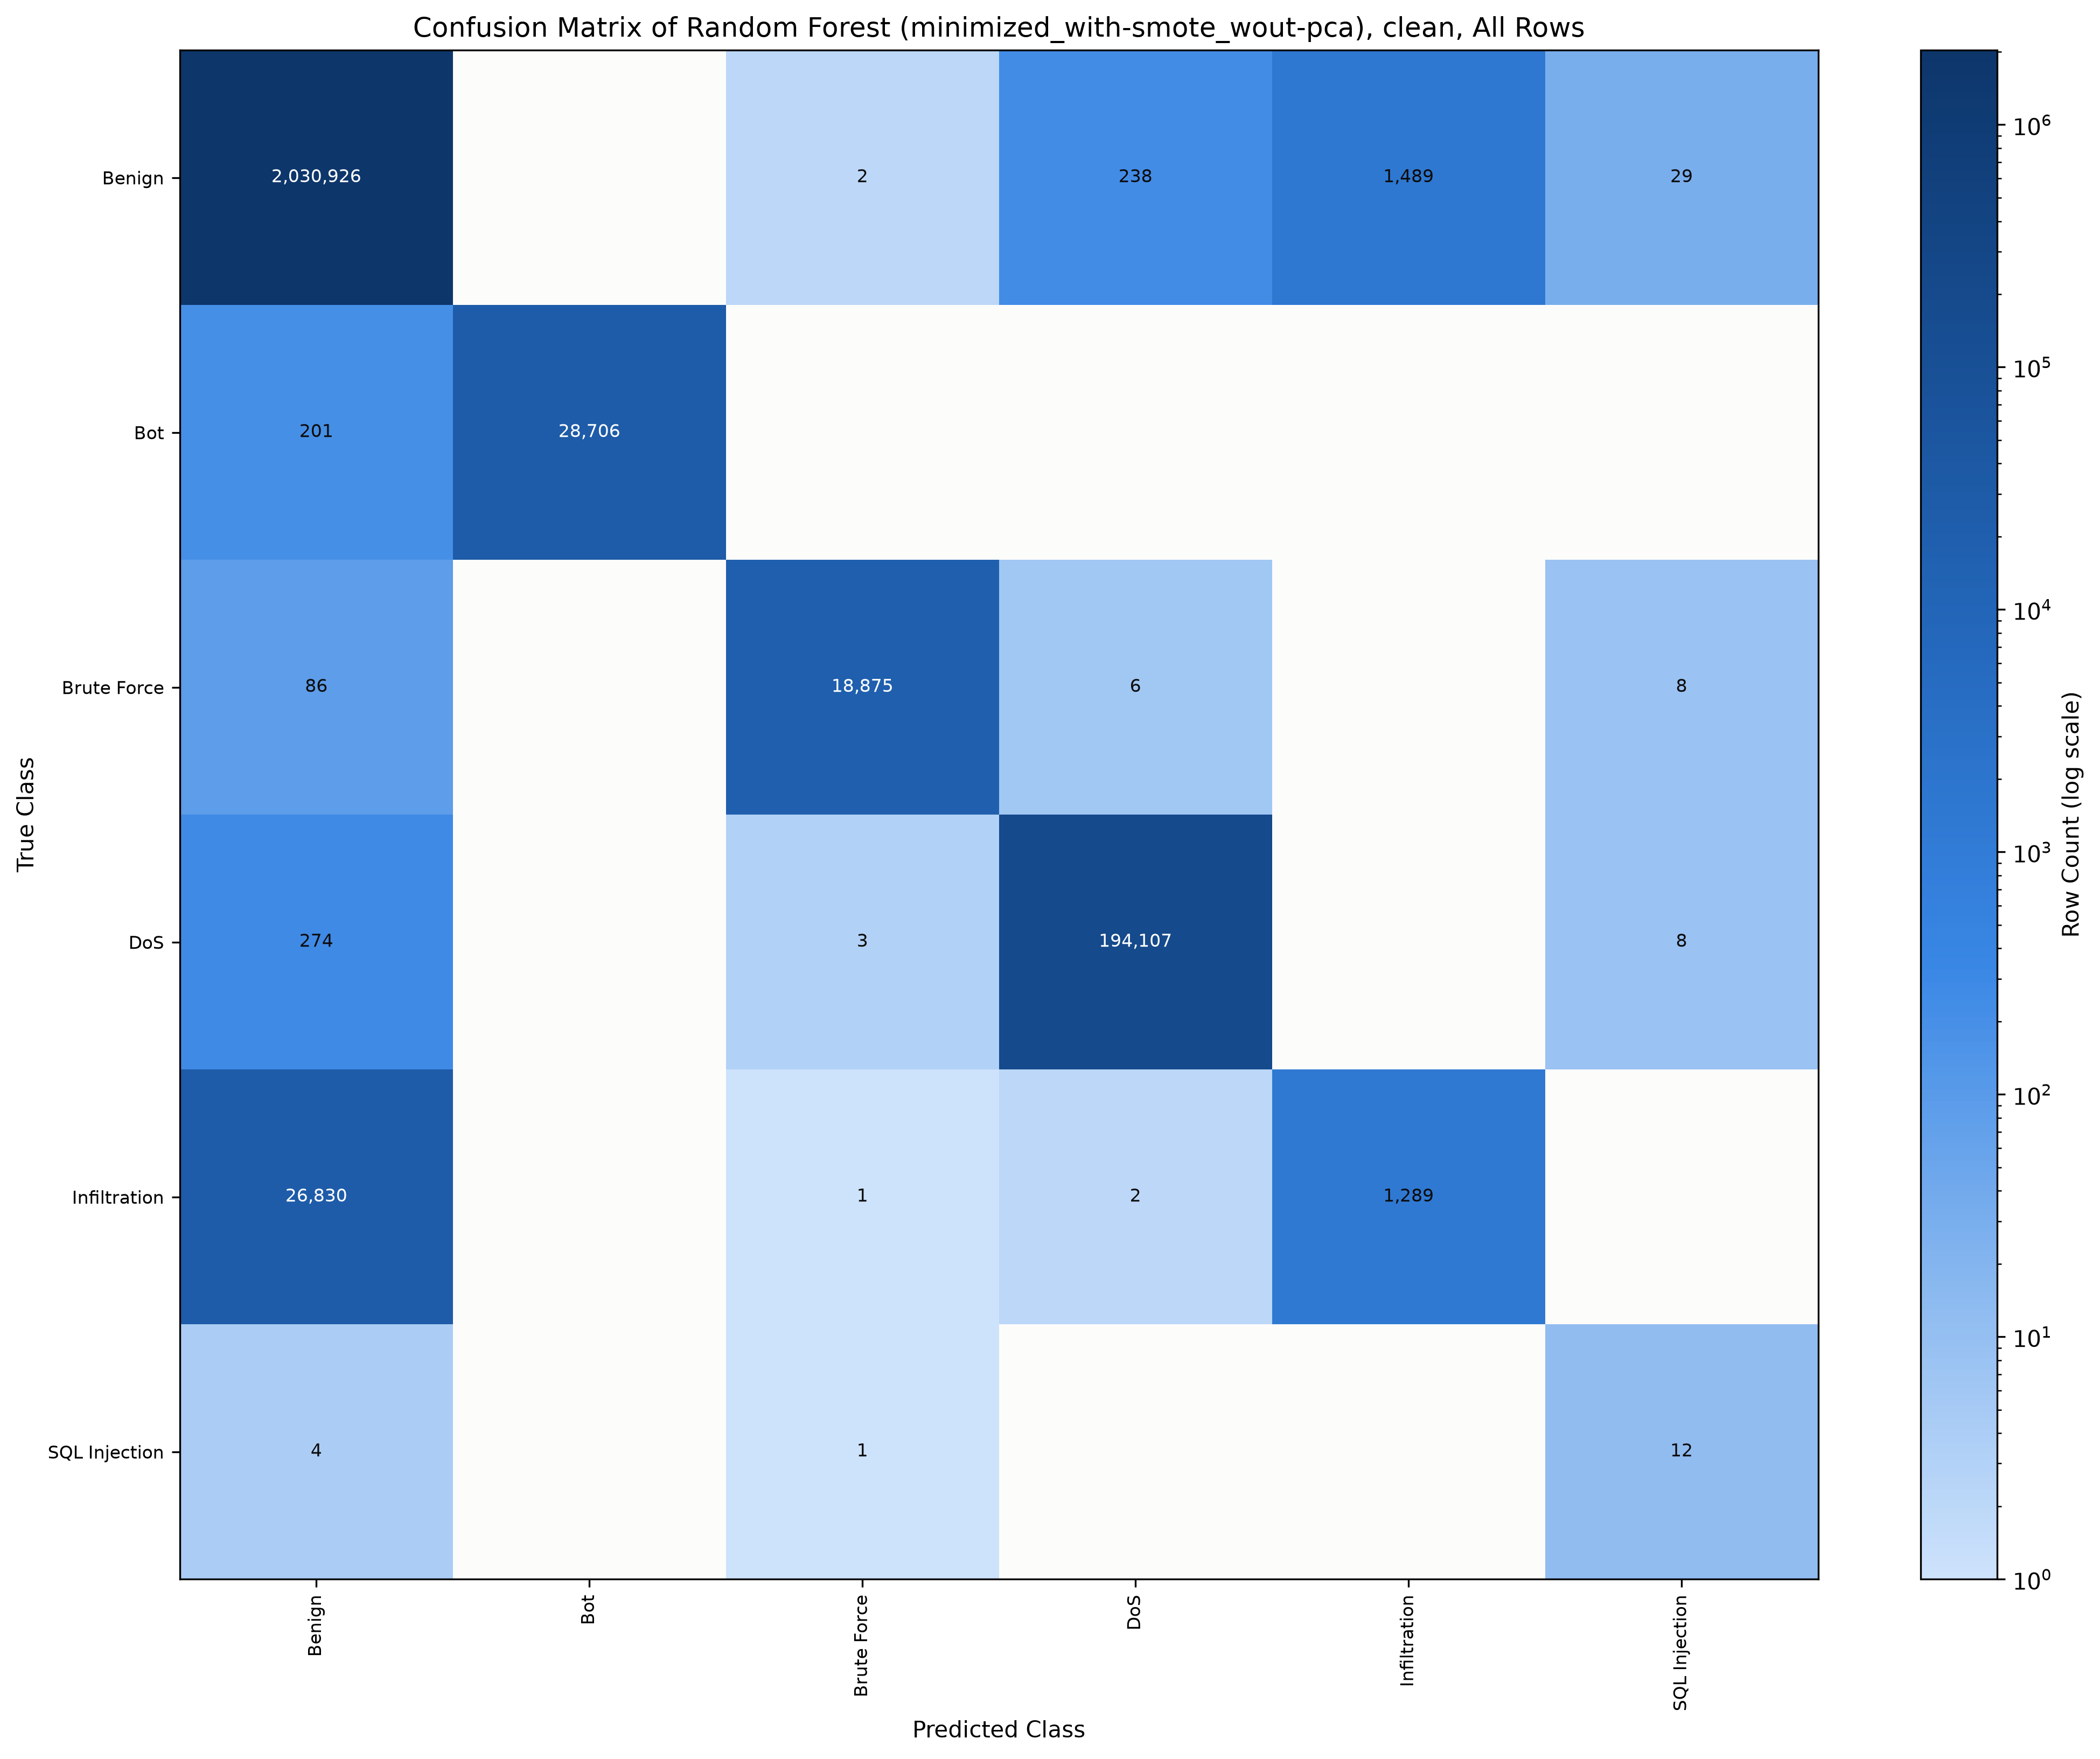 Confusion Matrix of Random Forest (minimized_with-smote_wout-pca), clean, All Rows
True Class
Benign
2,030,926
2
238
1,489
29
Bot
201
28,706
Brute Force
86
18,875
6
8
DoS
274
3
194,107
8
Infiltration
26,830
1
2
1,289
SQL Injection
4
1
12
Benign
Bot
Brute Force
DoS
Infiltration
SQL Injection
Predicted Class
10⁶
10⁵
10⁴
10³
10²
10¹
10⁰
Row Count (log scale)